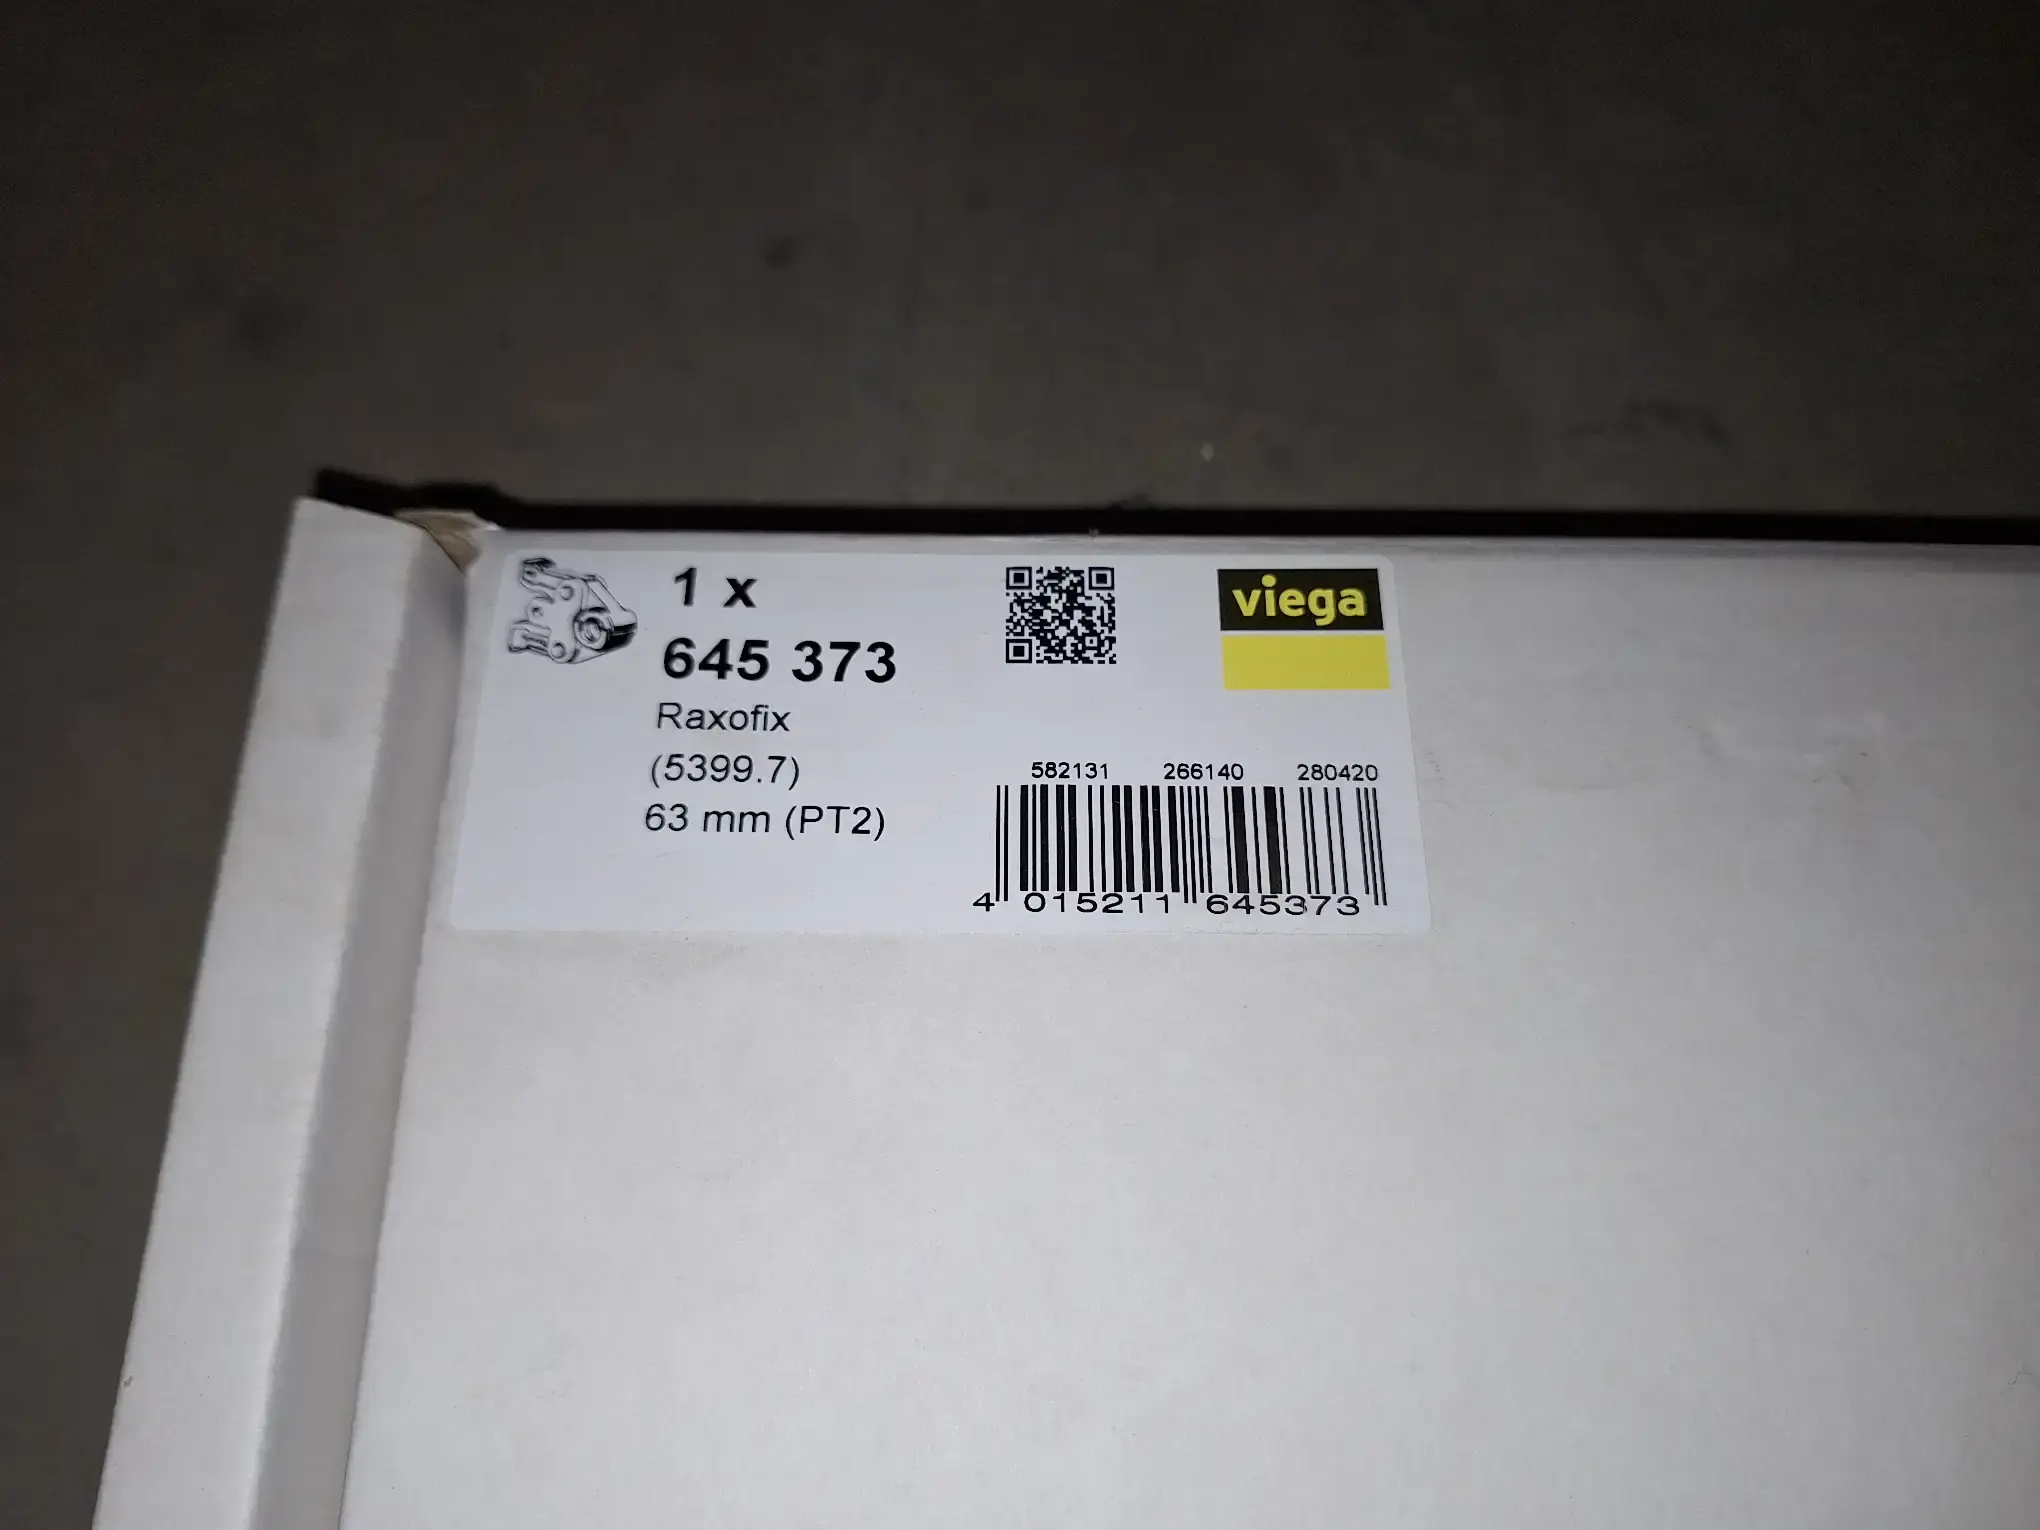 1 x
645 373
Raxofix
(5399.7)
63 mm (PT2)
viega
582131 266140 280420
4 015211 645373